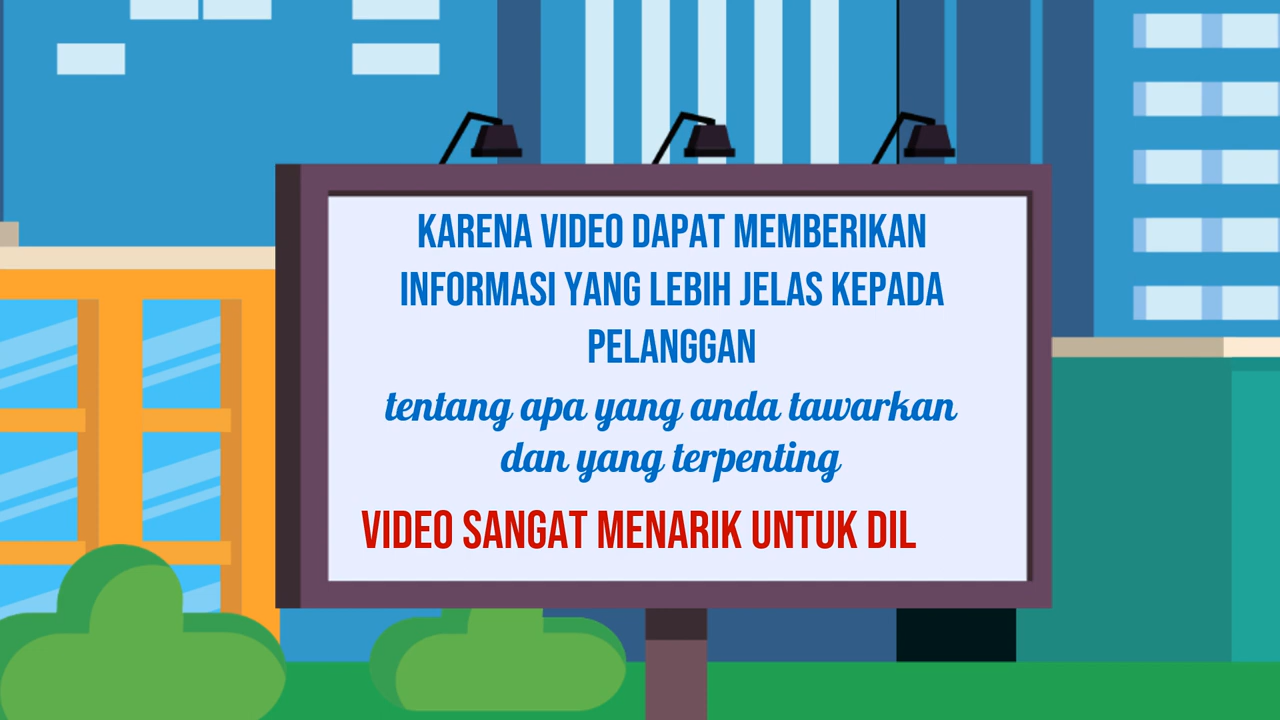 KARENA VIDEO DAPAT MEMBERIKAN
INFORMASI YANG LEBIH JELAS KEPADA
PELANGGAN
tentang apa yang anda tawarkan
dan yang terpenting
VIDEO SANGAT MENARIK UNTUK DIL